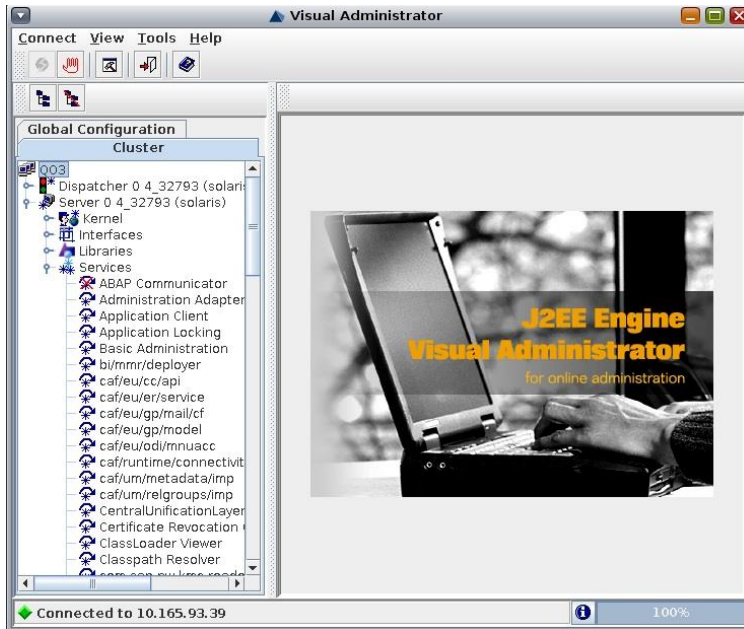 Visual Administrator
Connect View Tools Help
Global Configuration
Cluster
003
Dispatcher 0 4_32793 (solari
Server 0 4_32793 (solaris)
Kernel
Interfaces
Libraries
Services
ABAP Communicator
Administration Adapter
Application Client
Application Locking
Basic Administration
bi/mmr/deployer
caf/eu/cc/api
caf/eu/er/service
caf/eu/gp/mail/cf
caf/eu/gp/model
caf/eu/odi/mnuacc
caf/runtime/connectivit
caf/um/metadata/imp
caf/um/relgroups/imp
CentralUnificationLayer
Certificate Revocation
ClassLoader Viewer
Classpath Resolver
J2EE Engine
Visual Administrator
for online administration
Connected to 10.165.93.39
100%